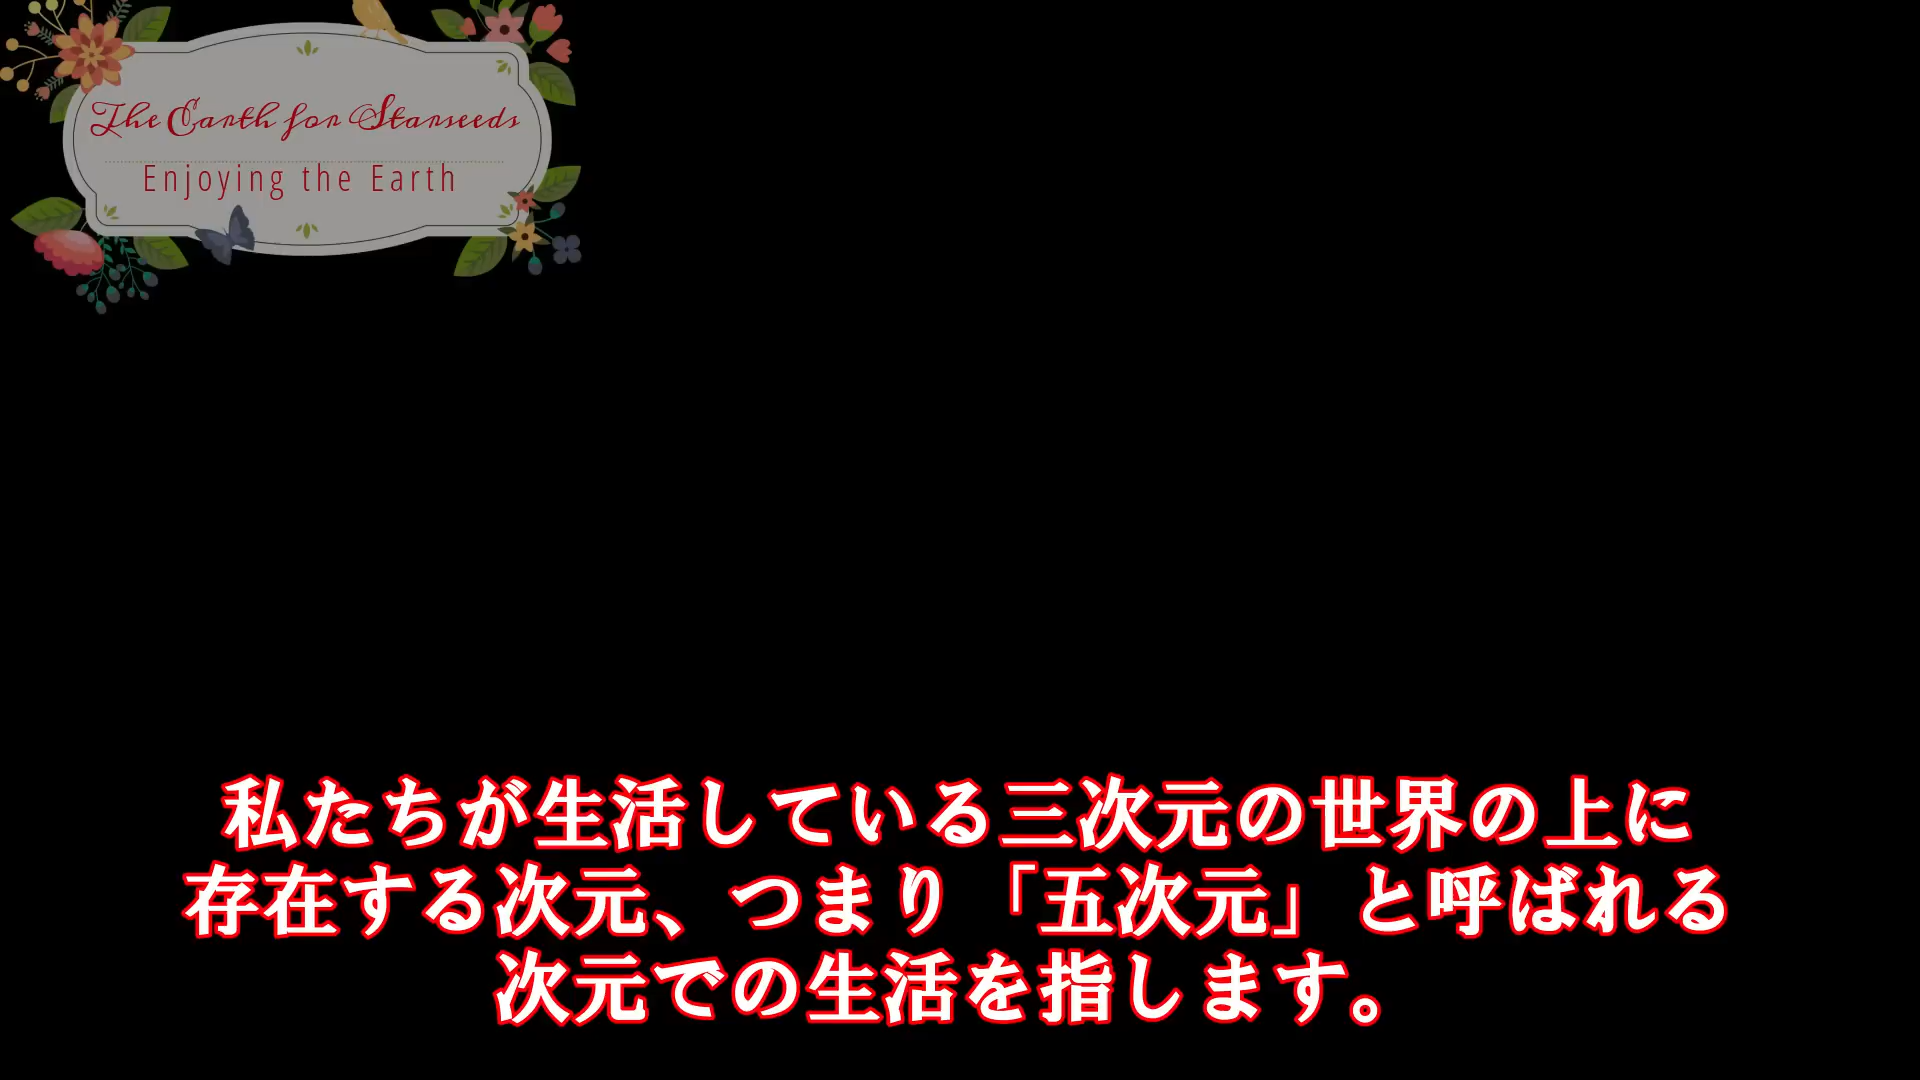 The Earth for Starseeds
Enjoying the Earth
私たちが生活している三次元の世界の上に
存在する次元、つまり「五次元」と呼ばれる
次元での生活を指します。